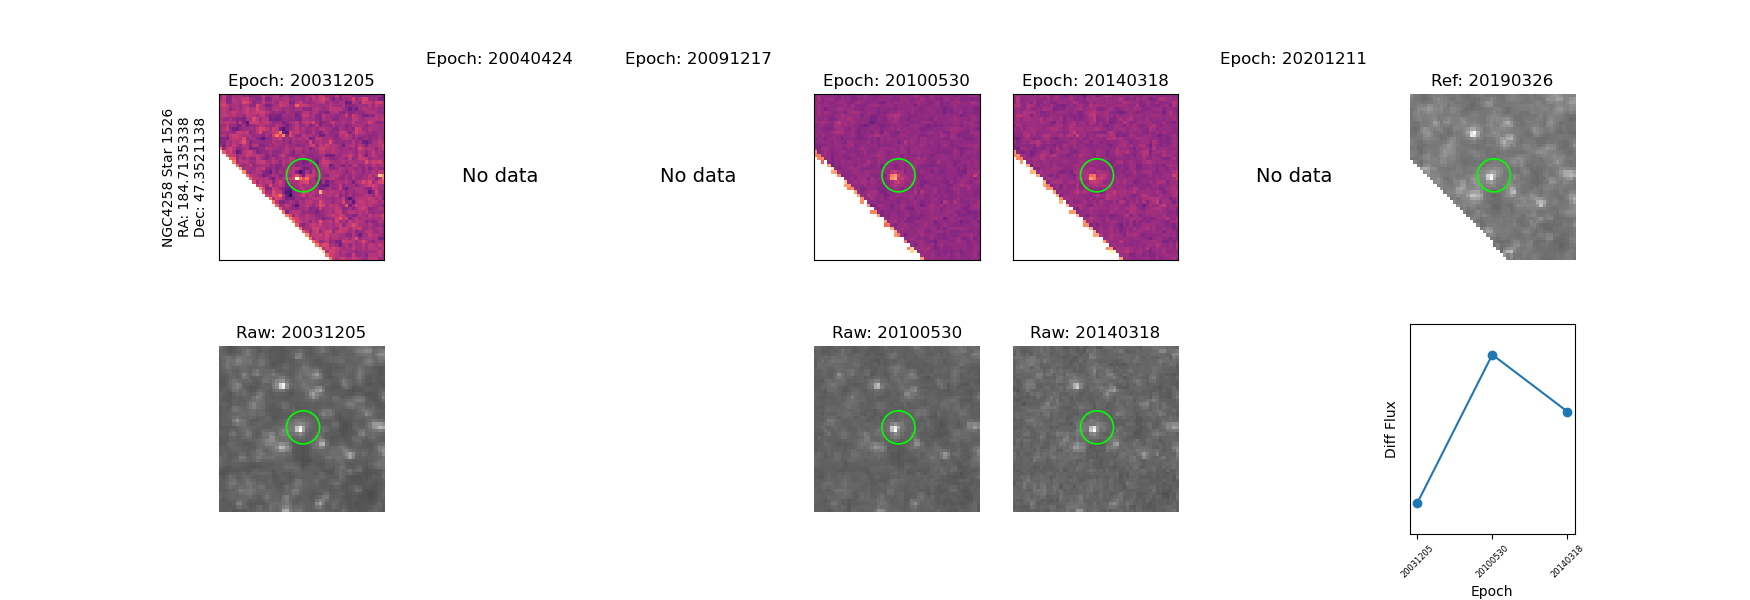 Epoch: 20040424
Epoch: 20091217
Epoch: 20201211
Epoch: 20031205
Epoch: 20100530
Epoch: 20140318
Ref: 20190326
NGC4258 Star 1526
RA: 184.7135338
Dec: 47.3521138
No data
No data
No data
Raw: 20031205
Raw: 20100530
Raw: 20140318
Diff Flux
20031205
20100530
20140318
Epoch